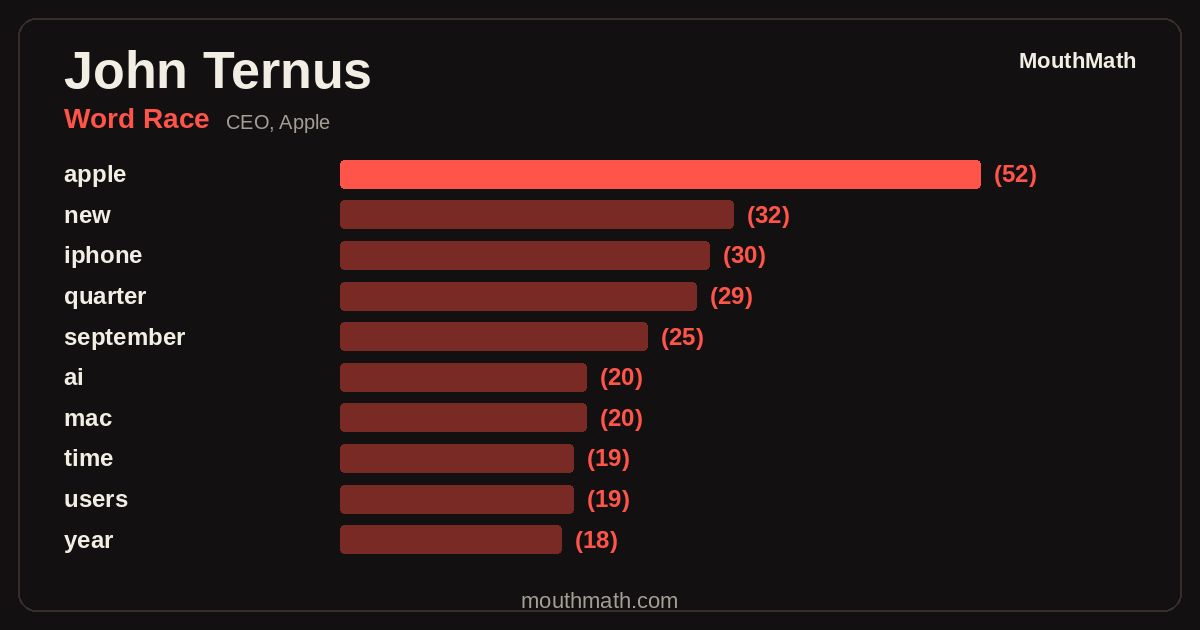 John Ternus
MouthMath
Word Race CEO, Apple
apple (52)
new (32)
iphone (30)
quarter (29)
september (25)
ai (20)
mac (20)
time (19)
users (19)
year (18)
mouthmath.com